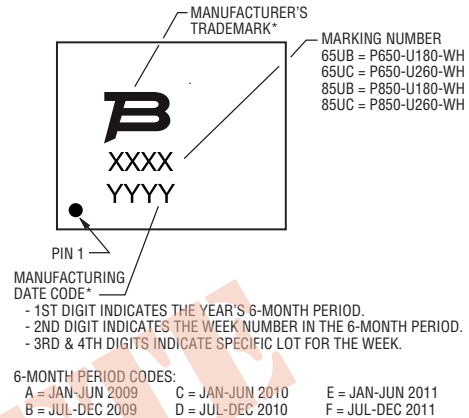 MANUFACTURER'S
TRADEMARK*
MARKING NUMBER
65UB = P650-U180-WH
65UC = P650-U260-WH
85UB = P850-U180-WH
85UC = P850-U260-WH
XXXX
YYYY
PIN 1
MANUFACTURING
DATE CODE*
- 1ST DIGIT INDICATES THE YEAR'S 6-MONTH PERIOD.
- 2ND DIGIT INDICATES THE WEEK NUMBER IN THE 6-MONTH PERIOD.
- 3RD & 4TH DIGITS INDICATE SPECIFIC LOT FOR THE WEEK.
6-MONTH PERIOD CODES:
A = JAN-JUN 2009 C = JAN-JUN 2010 E = JAN-JUN 2011
B = JUL-DEC 2009 D = JUL-DEC 2010 F = JUL-DEC 2011